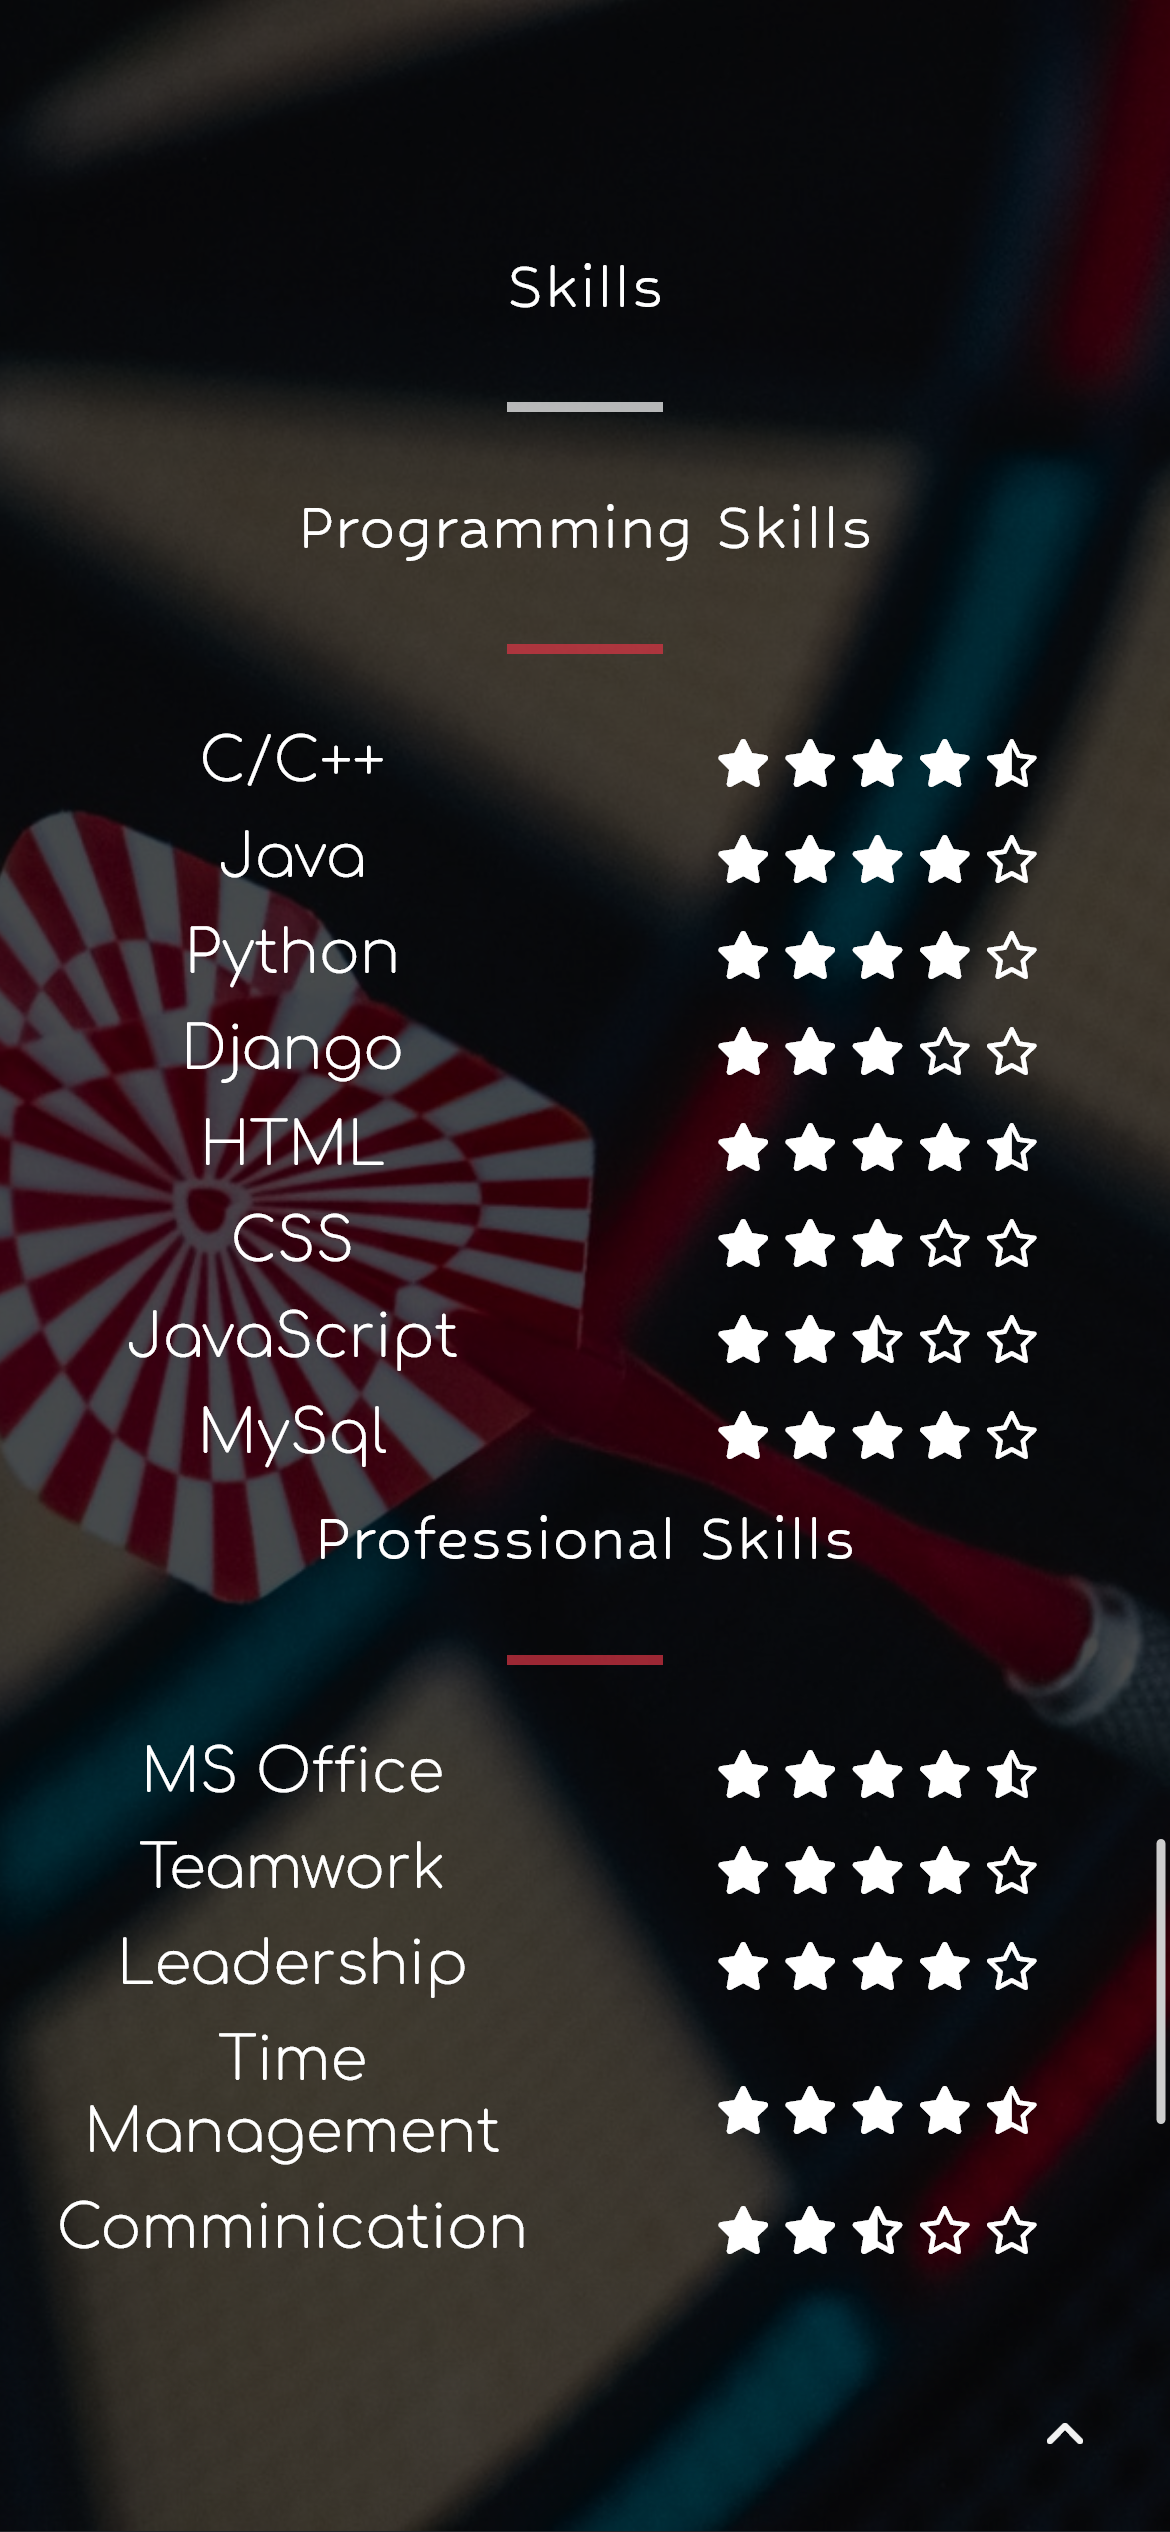 Skills
Programming Skills
C/C++
Java
Python
Django
HTML
CSS
JavaScript
MySql
Professional Skills
MS Office
Teamwork
Leadership
Time
Management
Comminication